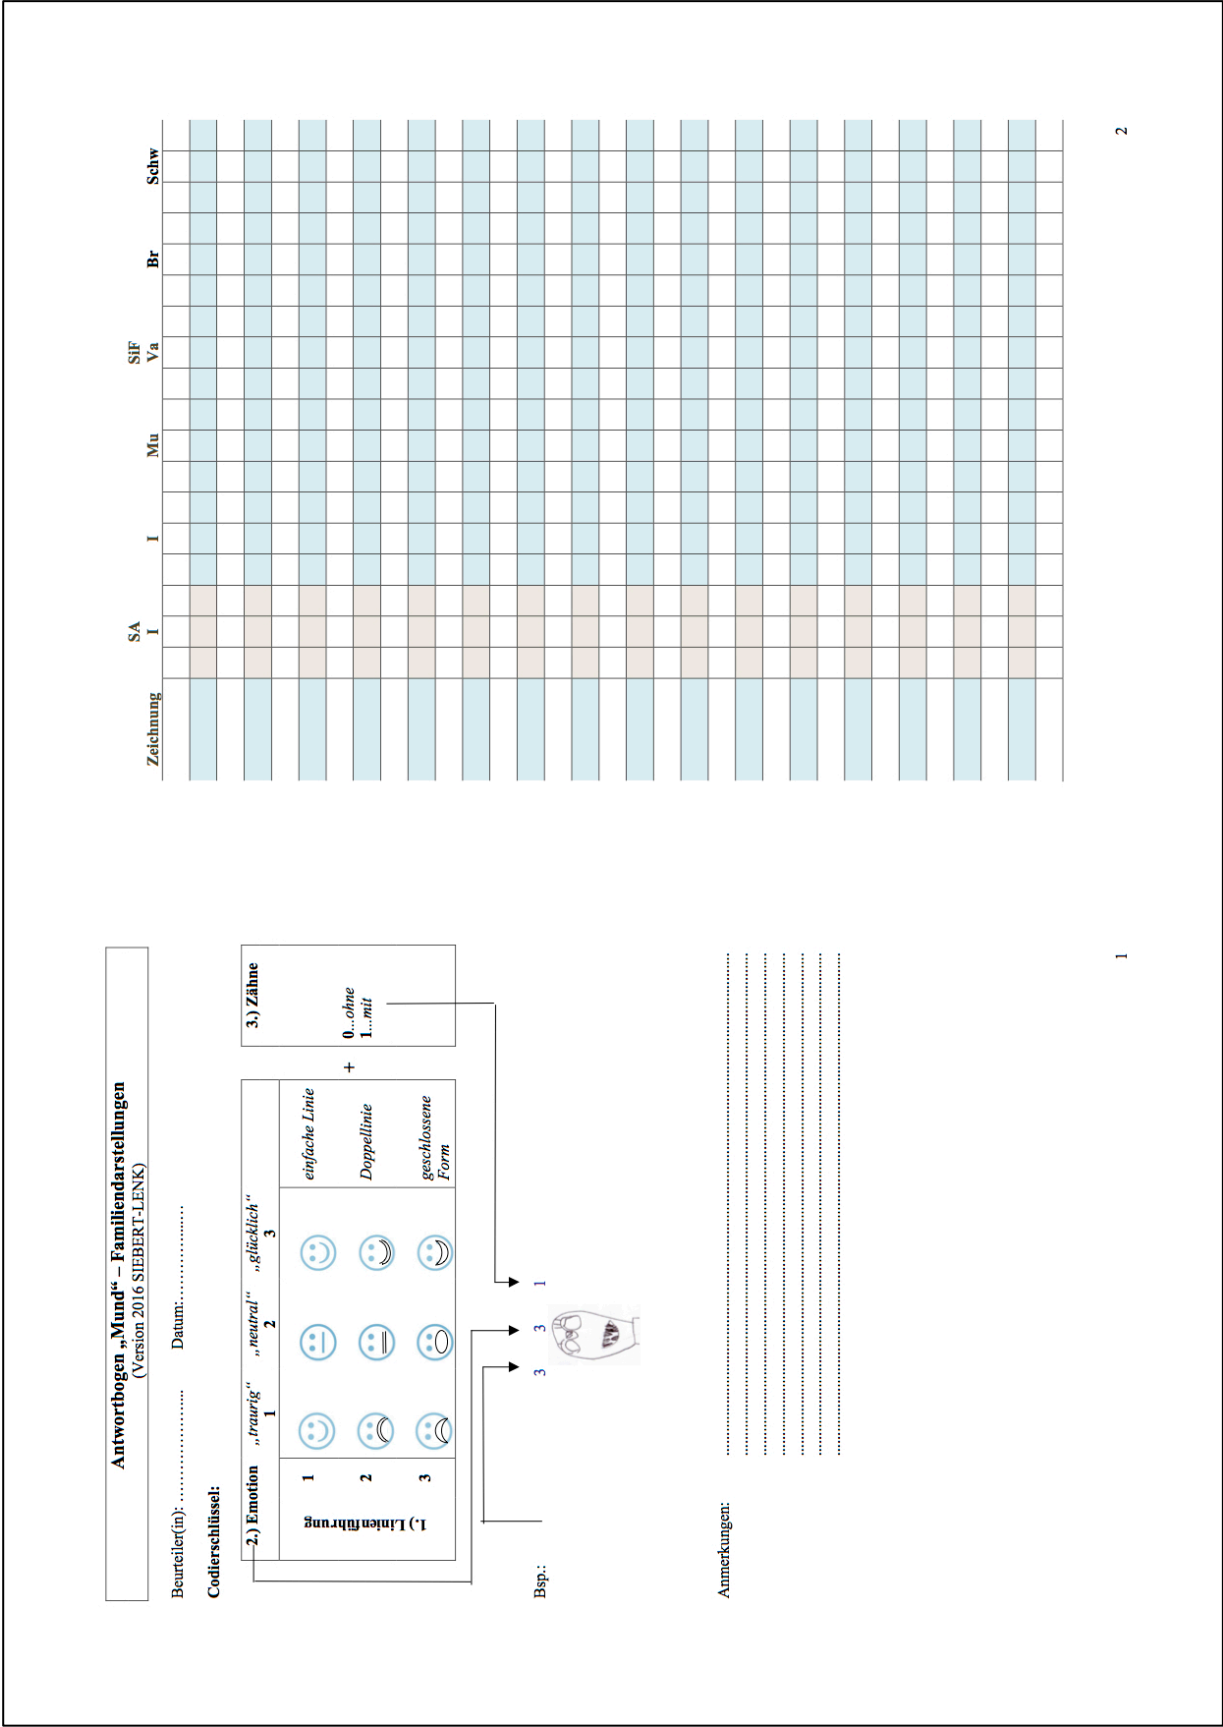 Antwortbogen „Mund“ – Familiendarstellungen
(Version 2016 SIEBERT-LENK)
Beurteiler(in): ………………….. Datum:…………………
Codierschlüssel:
2.) Emotion „traurig“ „neutral“ „glücklich“
1 2 3
1.) Linienführung
1 einfache Linie
2 Doppellinie
3 geschlossene
Form
+
3.) Zähne
0...ohne
1...mit
Bsp.: 3 3 1
Anmerkungen:
1
SA SiF
Zeichnung I I Mu Va Br Schw
2